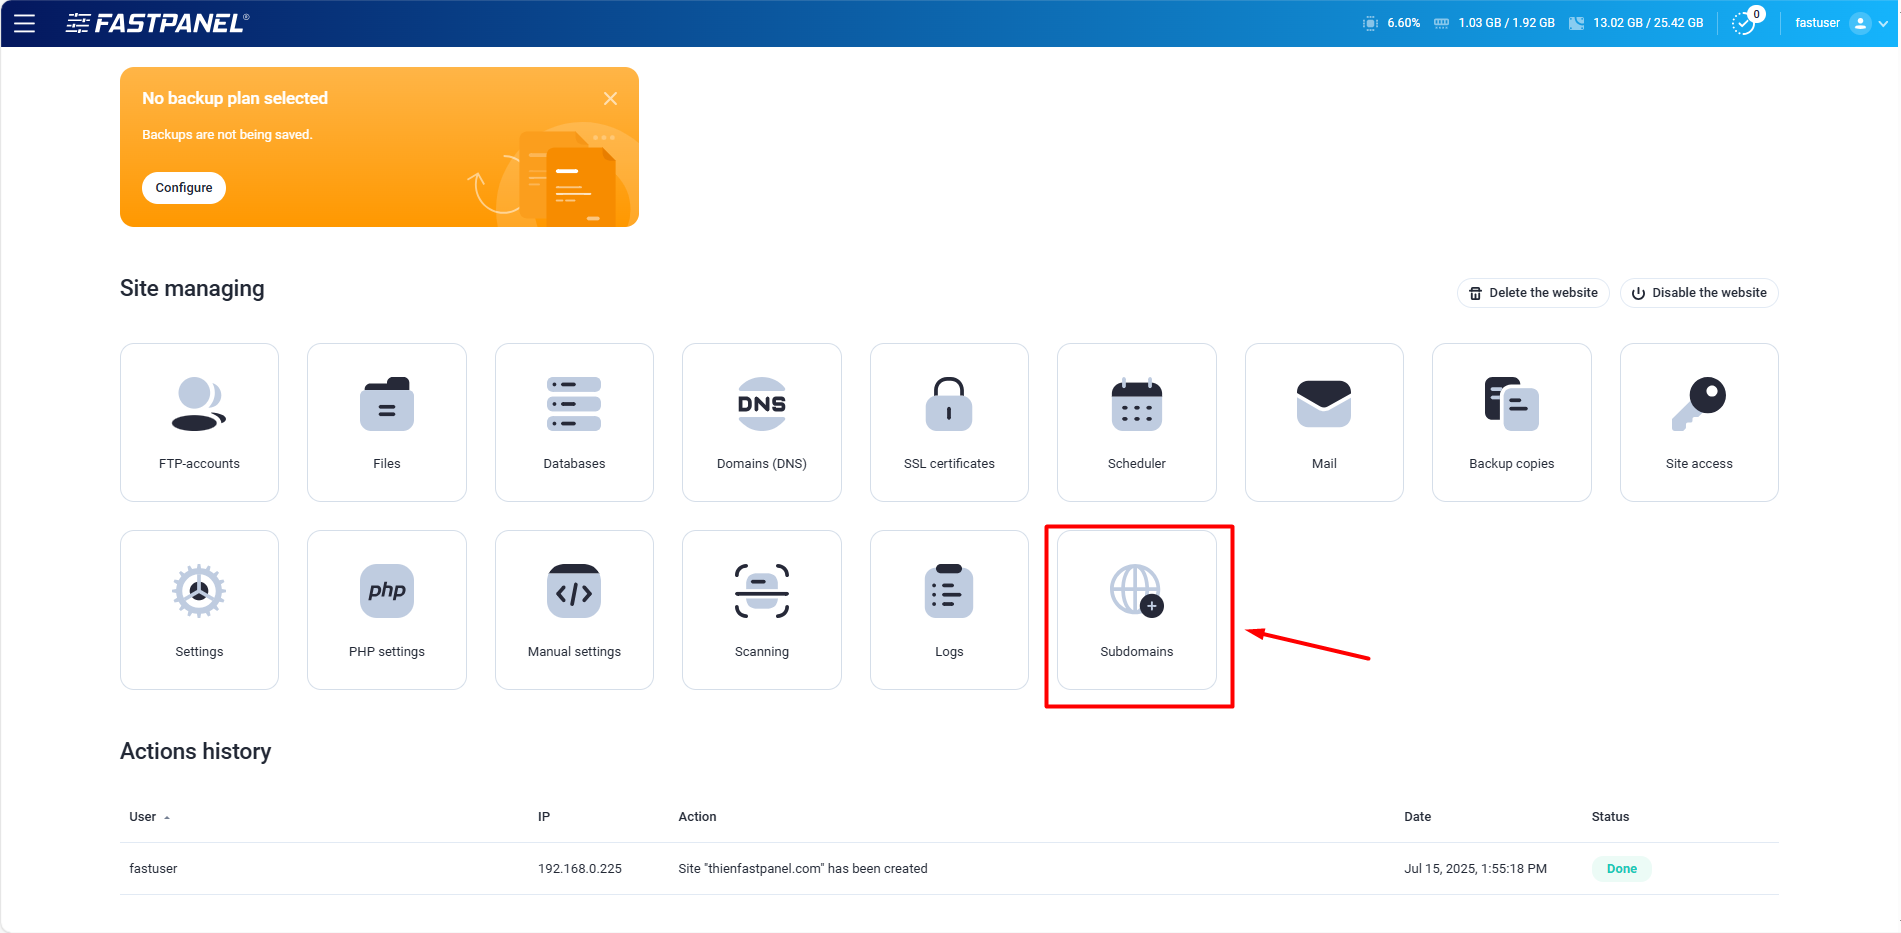 FASTPANEL®
6.60% 1.03 GB / 1.92 GB 13.02 GB / 25.42 GB 0 fastuser
No backup plan selected
Backups are not being saved.
Configure
Site managing
Delete the website Disable the website
DNS
FTP-accounts Files Databases Domains (DNS) SSL certificates Scheduler Mail Backup copies Site access
php
Settings PHP settings Manual settings Scanning Logs Subdomains
Actions history
User IP Action Date Status
fastuser 192.168.0.225 Site "thienfastpanel.com" has been created Jul 15, 2025, 1:55:18 PM Done